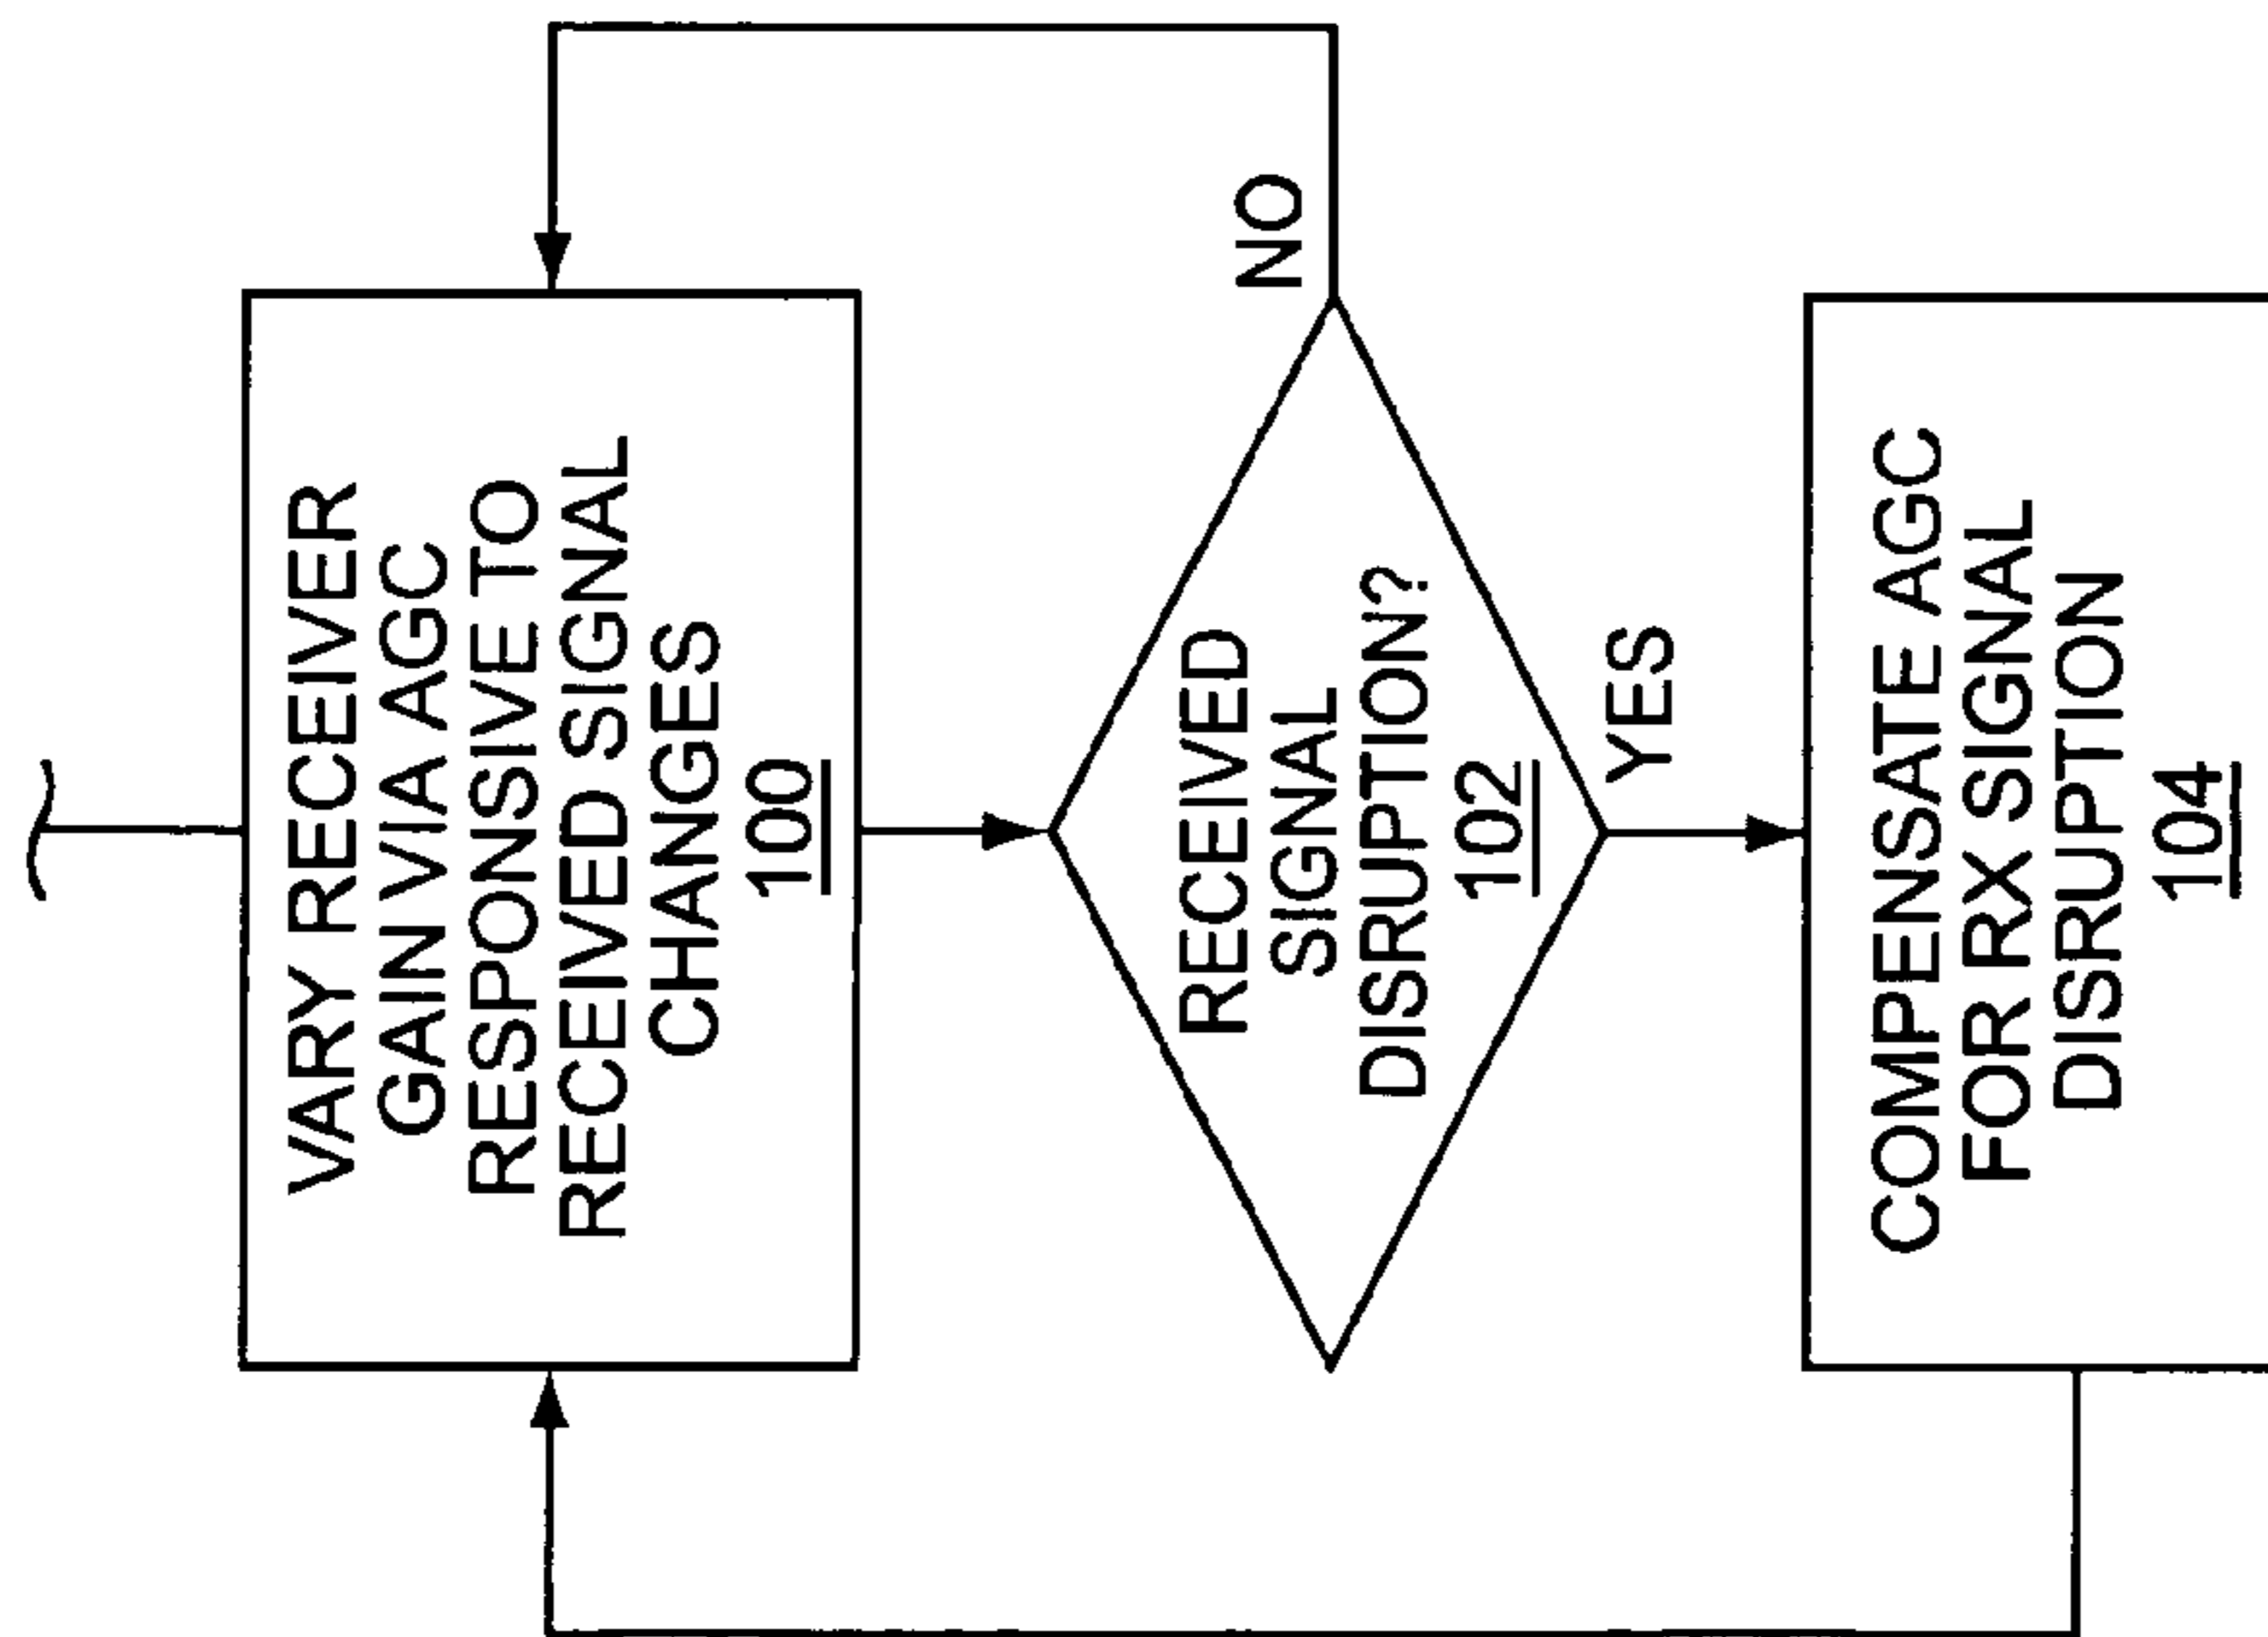 VARY RECEIVER
GAIN VIA AGC
RESPONSIVE TO
RECEIVED SIGNAL
CHANGES
100
RECEIVED
SIGNAL
DISRUPTION?
102
NO
YES
COMPENSATE AGC
FOR RX SIGNAL
DISRUPTION
104